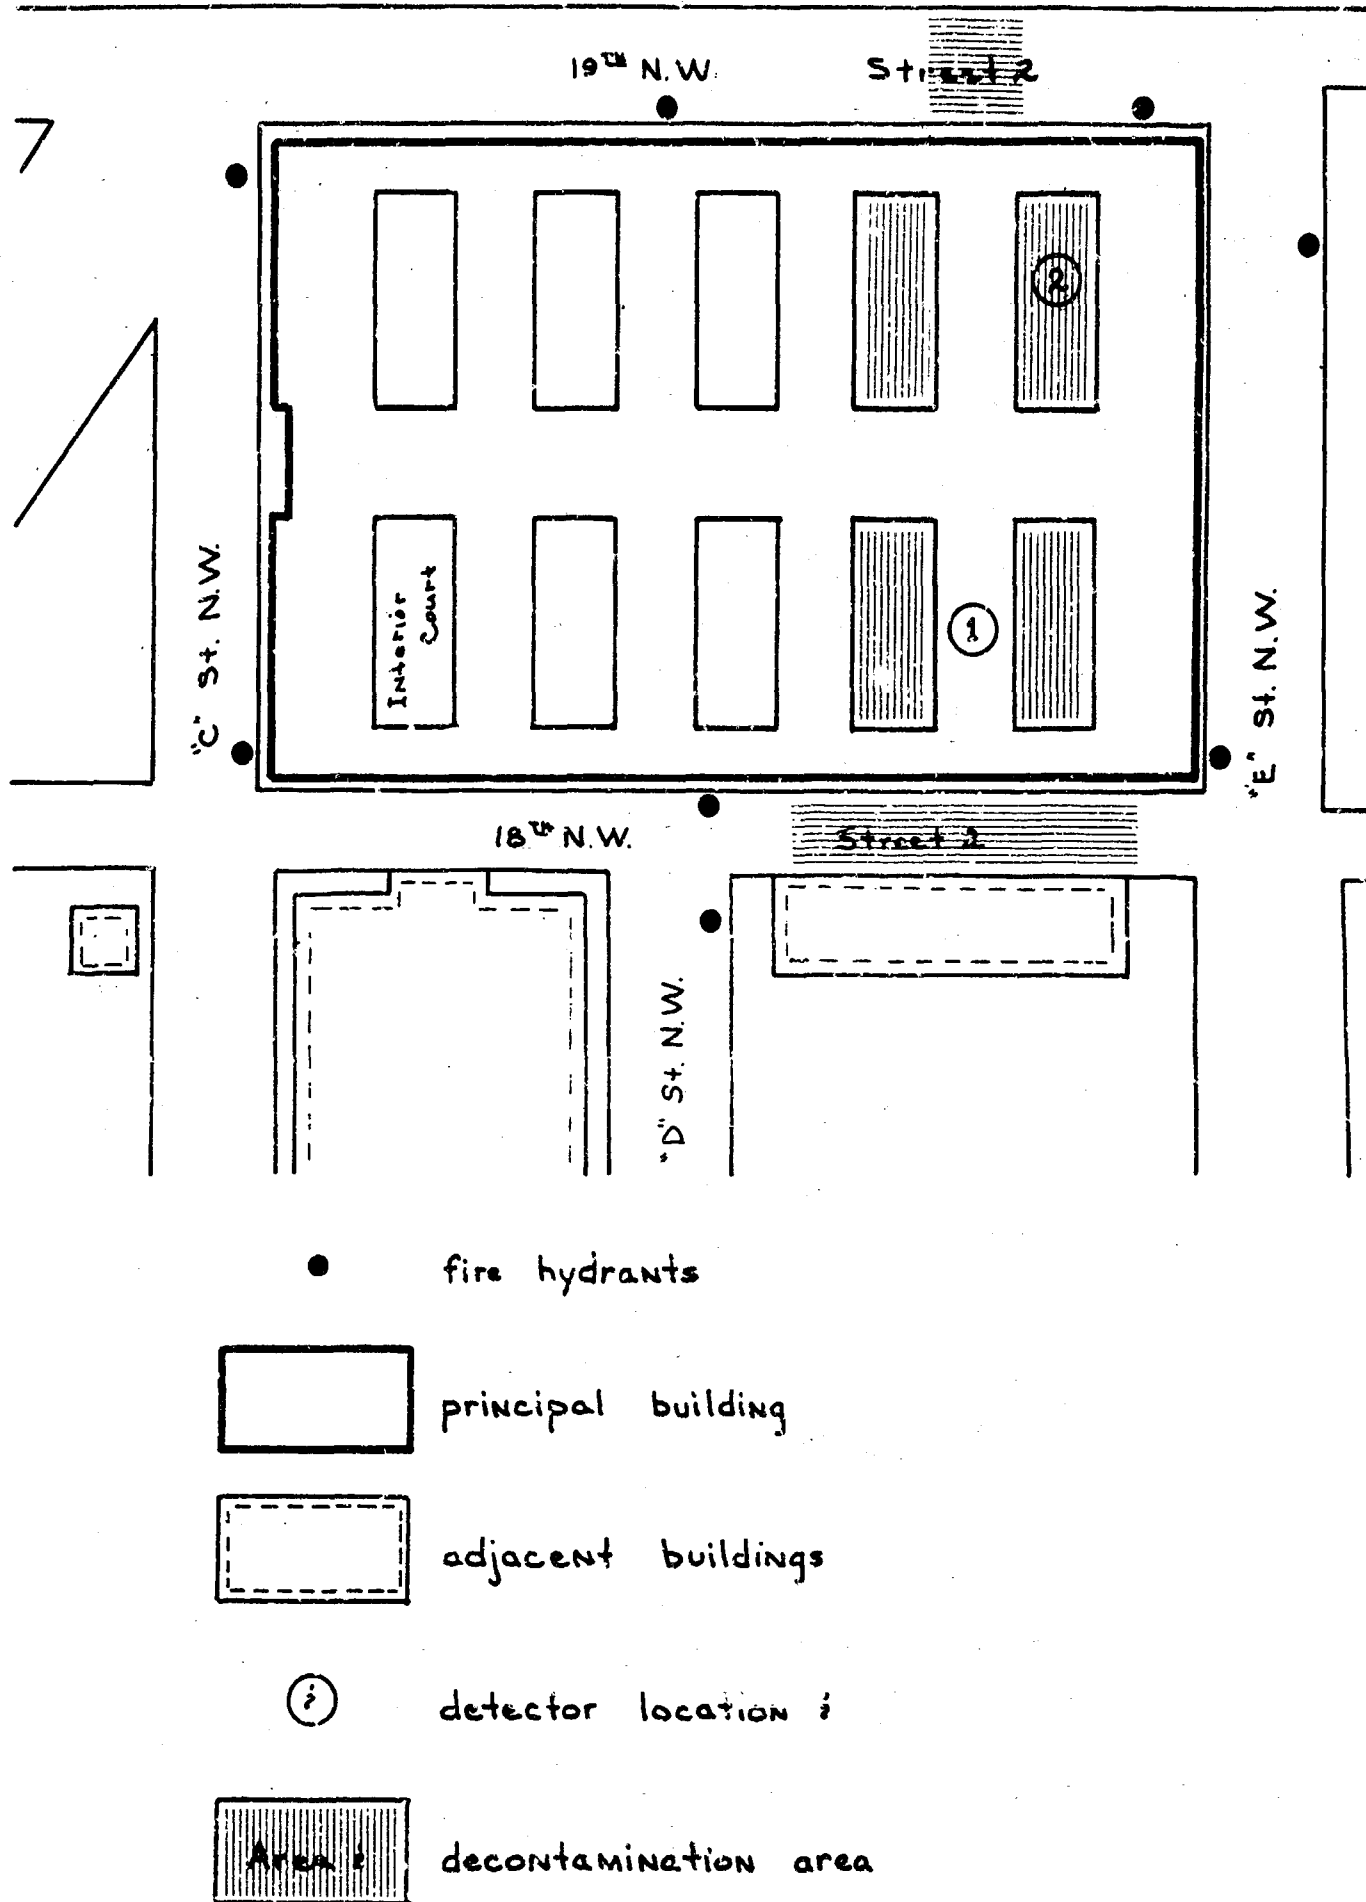 19TH N.W.
Street 2
2
"C" St. N.W.
Interior
Court
1
"E" St. N.W.
18TH N.W.
Street 2
"D" St. N.W.
fire hydrants
principal building
adjacent buildings
i
detector location i
Area i
decontamination area